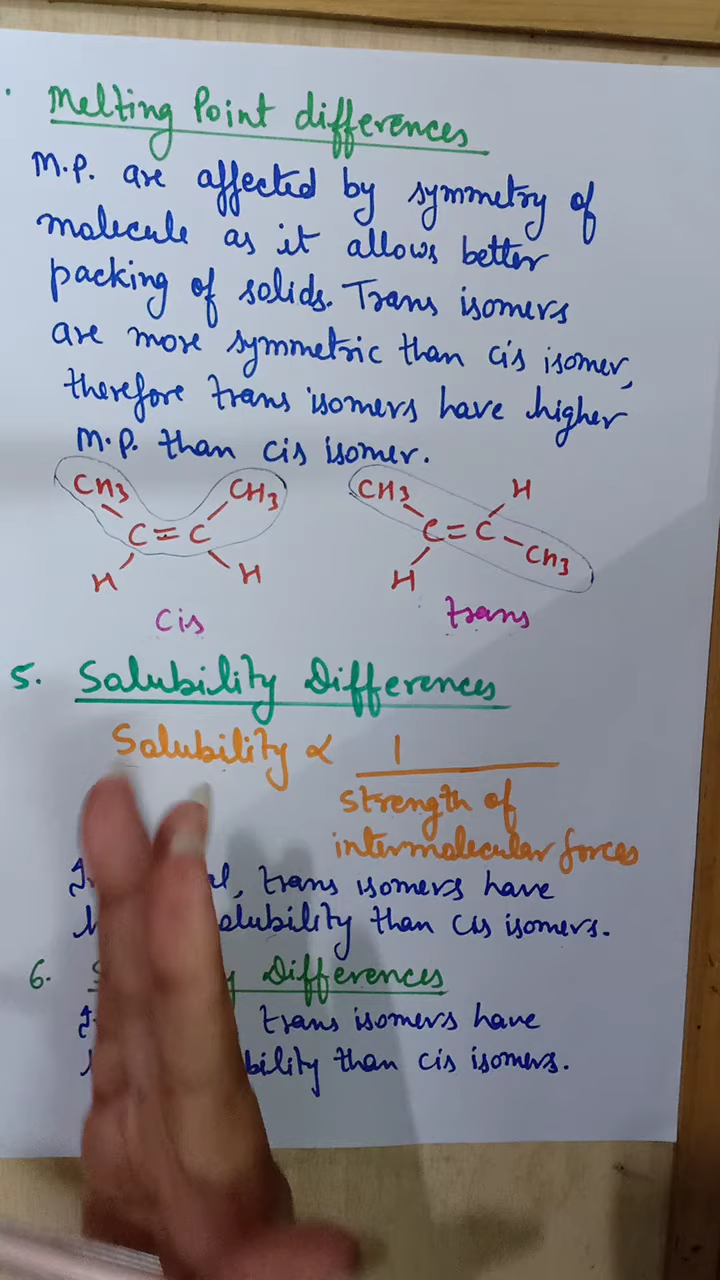 . Melting Point differences
M.P. are affected by symmetry of
molecule as it allows better
packing of solids. Trans isomers
are more symmetric than cis isomer,
therefore trans isomers have higher
M.P. than cis isomer.
CH3 CH3 CH3 H
C=C C=C
H H H CH3
cis trans
5. Solubility Differences
Solubility ∝ 1
strength of
intermolecular forces
trans isomers have
than cis isomers.
6. Differences
trans isomers have
than cis isomers.